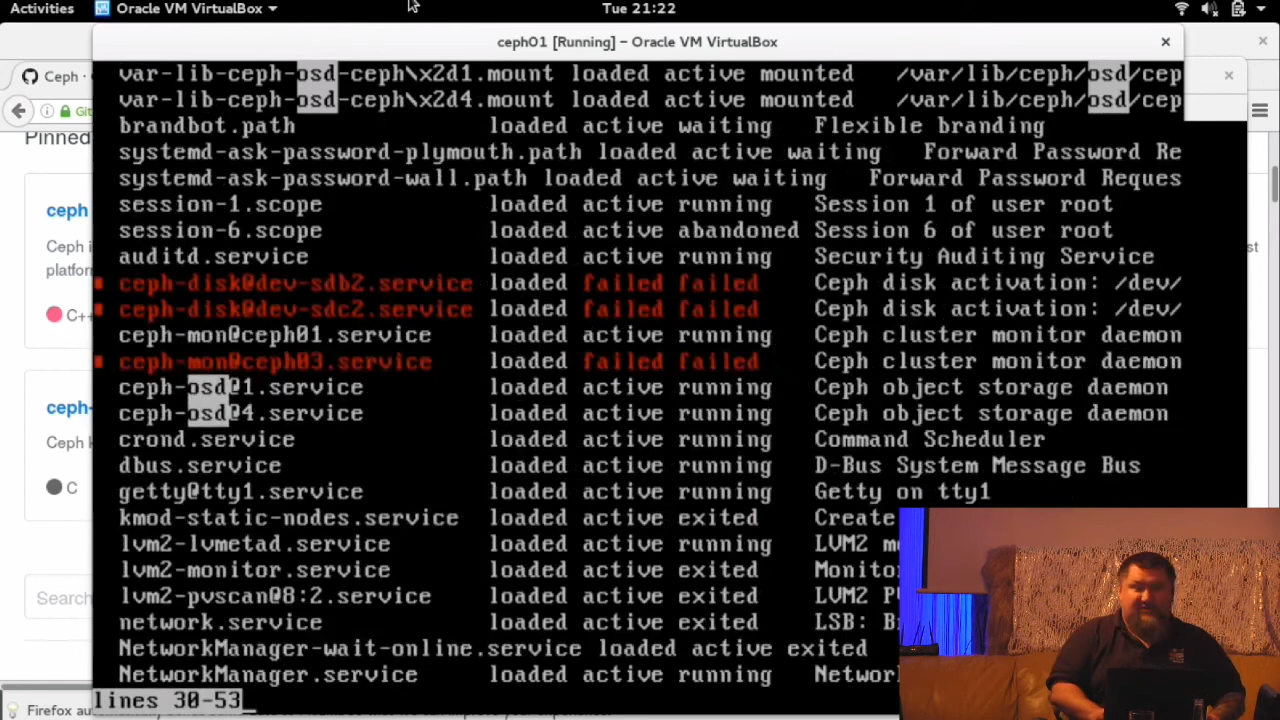 Activities Oracle VM VirtualBox Tue 21:22
ceph01 [Running] – Oracle VM VirtualBox
Ceph ·
Git
Pinned
ceph
Ceph i
platfor
C++
ceph-
Ceph k
C
Search
st
var-lib-ceph-osd-ceph\x2d1.mount loaded active mounted /var/lib/ceph/osd/cep
var-lib-ceph-osd-ceph\x2d4.mount loaded active mounted /var/lib/ceph/osd/cep
brandbot.path loaded active waiting Flexible branding
systemd-ask-password-plymouth.path loaded active waiting Forward Password Re
systemd-ask-password-wall.path loaded active waiting Forward Password Reques
session-1.scope loaded active running Session 1 of user root
session-6.scope loaded active abandoned Session 6 of user root
auditd.service loaded active running Security Auditing Service
ceph-disk@dev-sdb2.service loaded failed failed Ceph disk activation: /dev/
ceph-disk@dev-sdc2.service loaded failed failed Ceph disk activation: /dev/
ceph-mon@ceph01.service loaded active running Ceph cluster monitor daemon
ceph-mon@ceph03.service loaded failed failed Ceph cluster monitor daemon
ceph-osd@1.service loaded active running Ceph object storage daemon
ceph-osd@4.service loaded active running Ceph object storage daemon
crond.service loaded active running Command Scheduler
dbus.service loaded active running D-Bus System Message Bus
getty@tty1.service loaded active running Getty on tty1
kmod-static-nodes.service loaded active exited Create
lvm2-lvmetad.service loaded active running LVM2 m
lvm2-monitor.service loaded active exited Monito
lvm2-pvscan@8:2.service loaded active exited LVM2 P
network.service loaded active exited LSB: B
NetworkManager-wait-online.service loaded active exited
NetworkManager.service loaded active running Networ
lines 30-53